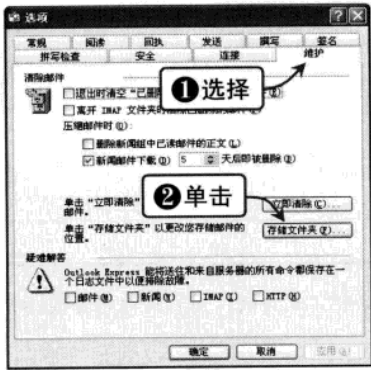 选项
常规 阅读 回执 发送 撰写 签名
拼写检查 安全 连接 维护
清除邮件
退出时清空“已删除
离开 IMAP 文件夹时
压缩邮件时(D):
删除新闻组中已读邮件的正文(L)
新闻邮件下载(O) 5 天后即被删除(D)
❶选择
❷单击
单击“立即清除” 立即清除(C)...
邮件。
单击“存储文件夹”以更改您存储邮件的 存储文件夹(F)...
位置。
疑难解答
Outlook Express 能将送往和来自服务器的所有命令都保存在一
个日志文件中以便排除故障。
邮件(M) 新闻(N) IMAP(I) HTTP(H)
确定 取消 应用(A)